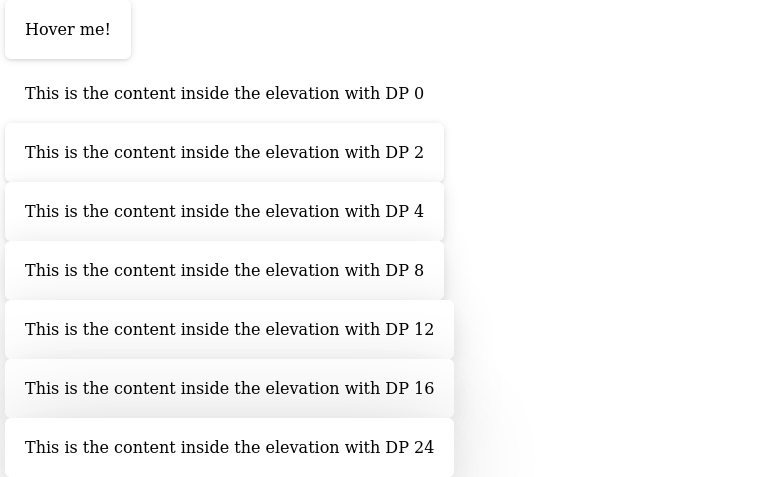 Hover me!
This is the content inside the elevation with DP 0
This is the content inside the elevation with DP 2
This is the content inside the elevation with DP 4
This is the content inside the elevation with DP 8
This is the content inside the elevation with DP 12
This is the content inside the elevation with DP 16
This is the content inside the elevation with DP 24